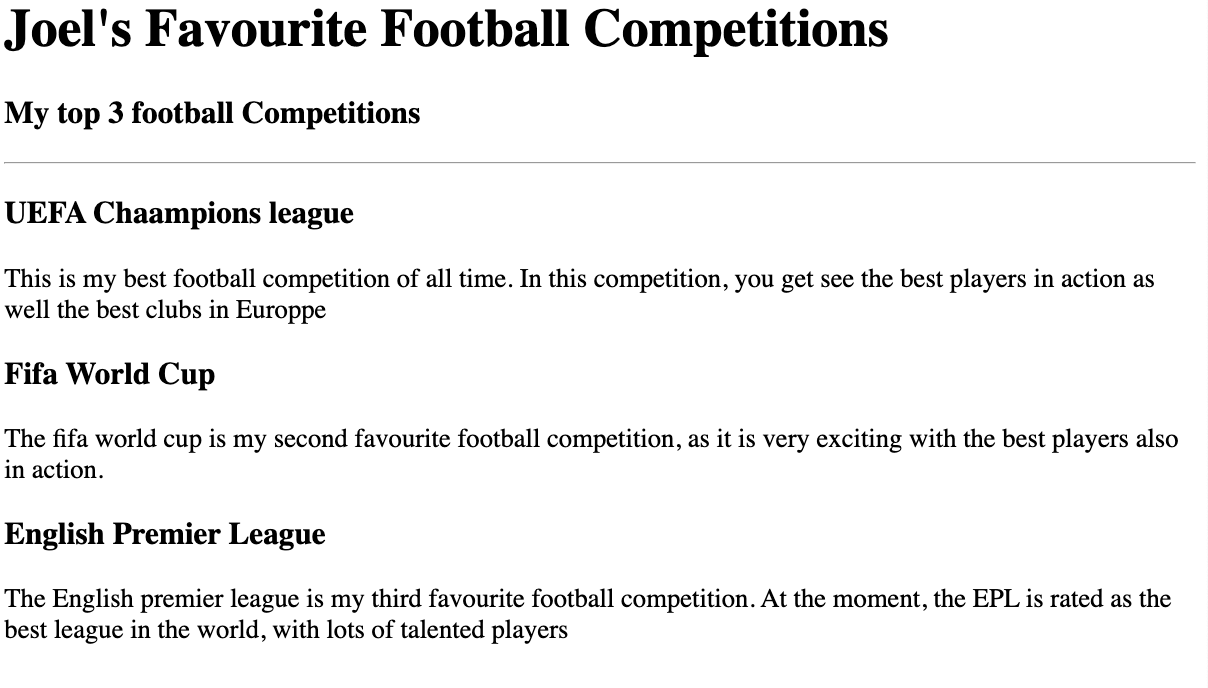 Joel's Favourite Football Competitions
My top 3 football Competitions
UEFA Chaampions league
This is my best football competition of all time. In this competition, you get see the best players in action as
well the best clubs in Europpe
Fifa World Cup
The fifa world cup is my second favourite football competition, as it is very exciting with the best players also
in action.
English Premier League
The English premier league is my third favourite football competition. At the moment, the EPL is rated as the
best league in the world, with lots of talented players